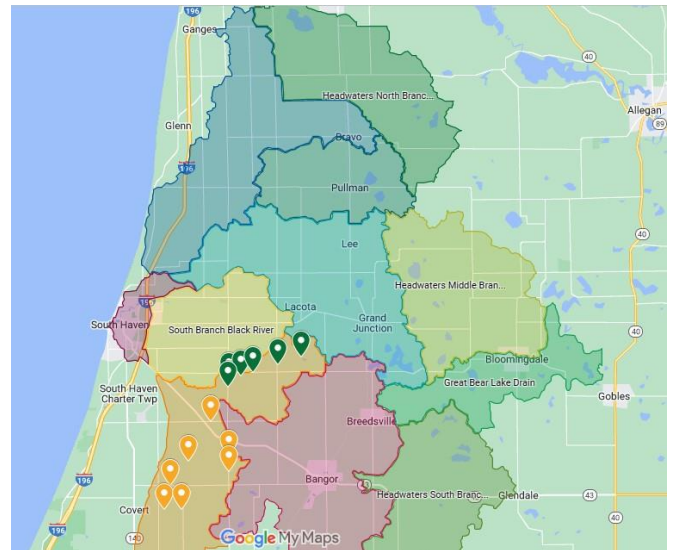 Ganges
40
Headwaters North Branc...
Allegan
89
Glenn
Bravo
196
Pullman
40
Lee
Headwaters Middle Bran...
196
Lacota
South Haven
South Branch Black River
Grand
Junction
Bloomingdale
Great Bear Lake Drain
South Haven
Charter Twp
Gobles
Breedsville
196
Bangor
Headwaters South Branc...
Glendale
43
40
Covert
196
140
Google My Maps